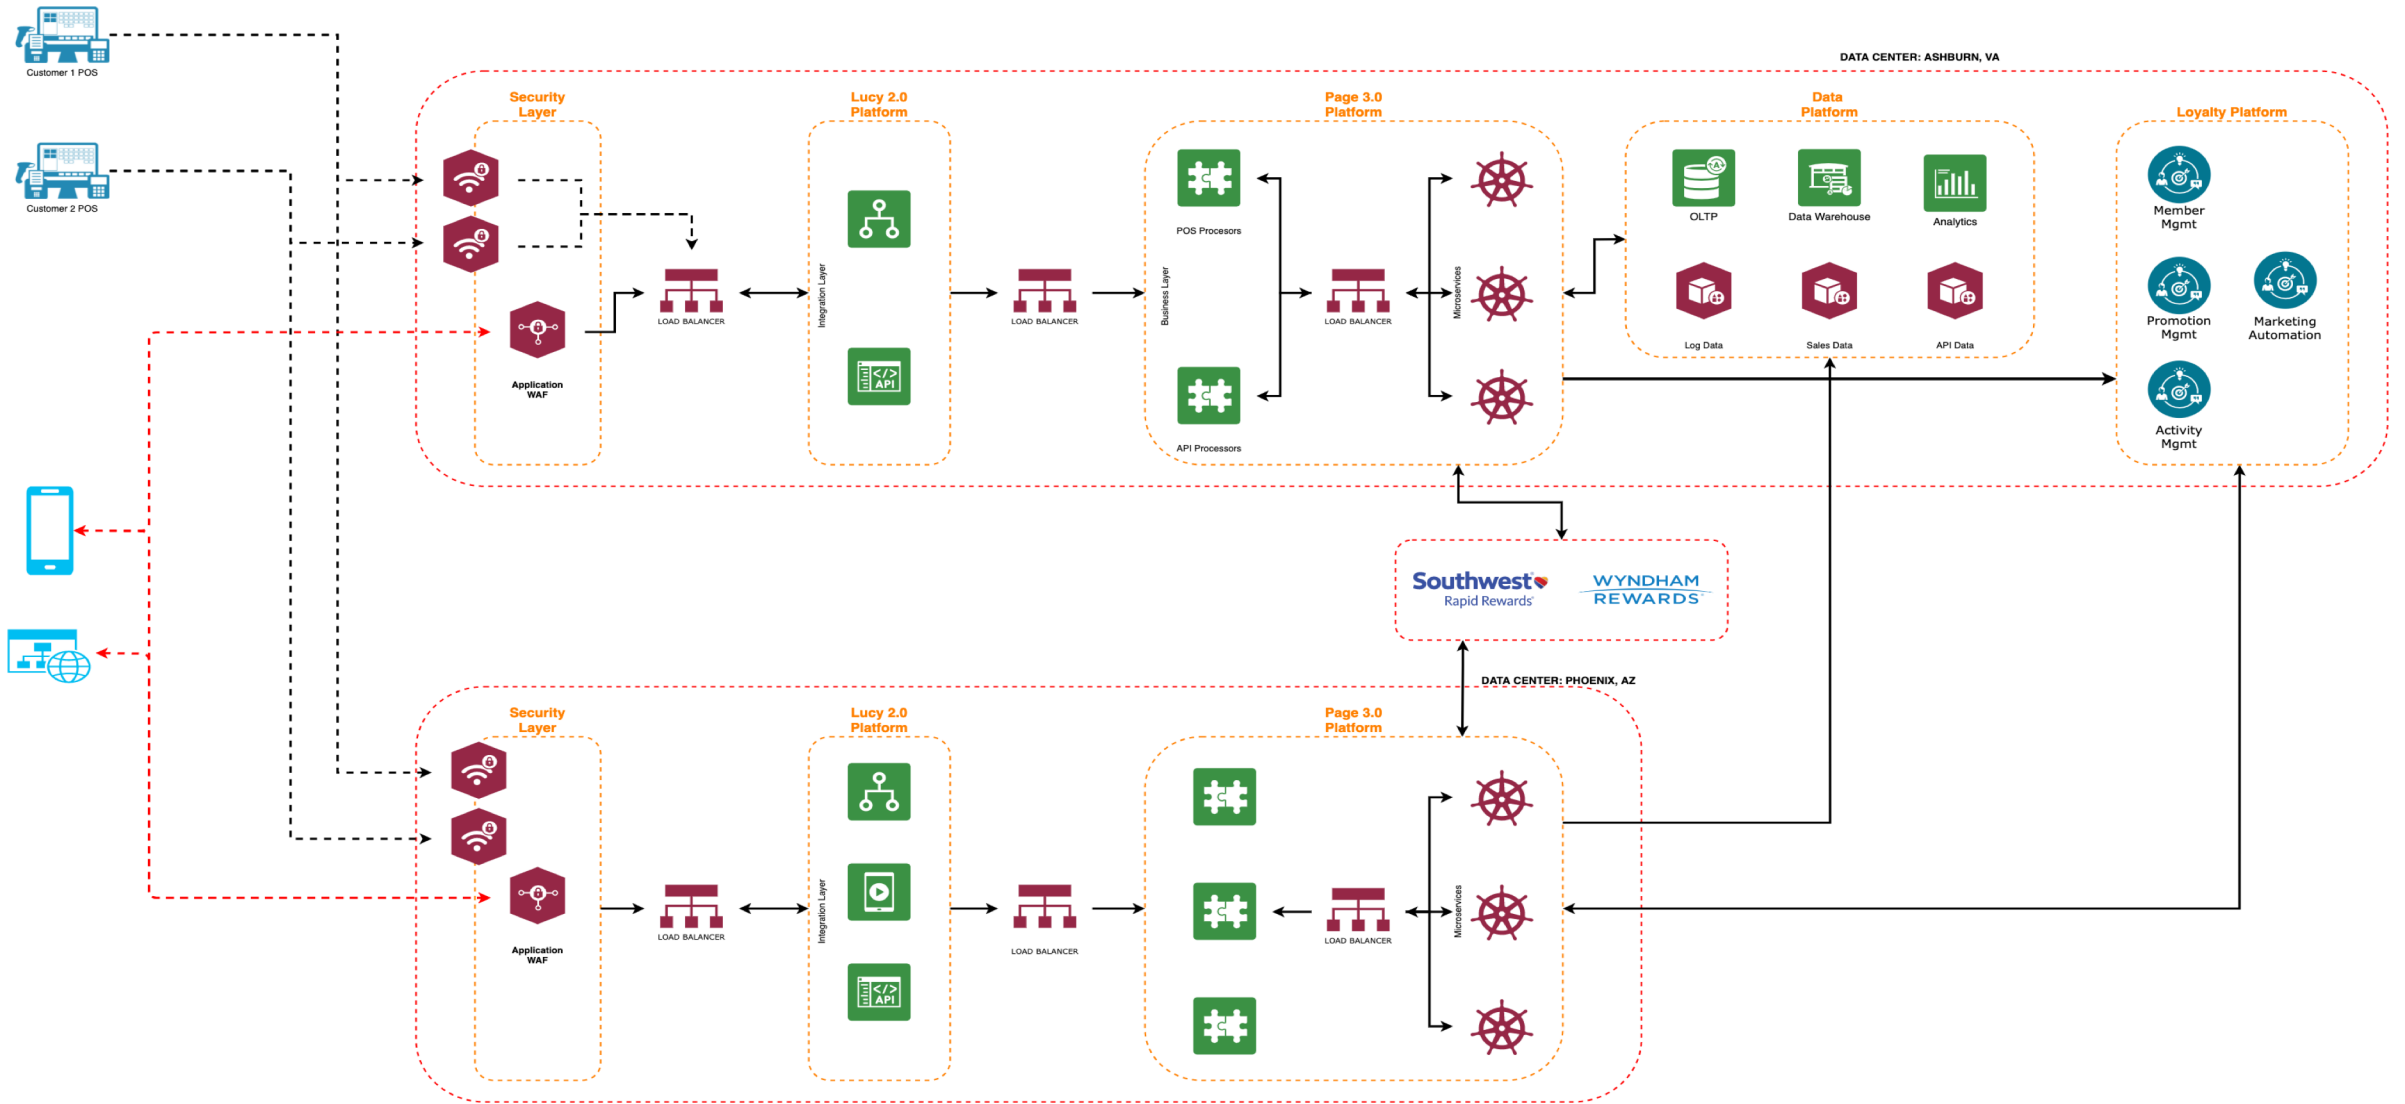 Customer 1 POS
Customer 2 POS
DATA CENTER: ASHBURN, VA
Security
Layer
Application
WAF
LOAD BALANCER
Lucy 2.0
Platform
Integration Layer
API
LOAD BALANCER
Page 3.0
Platform
POS Procesors
Business Layer
API Processors
LOAD BALANCER
Microservices
Data
Platform
OLTP
Data Warehouse
Analytics
Log Data
Sales Data
API Data
Loyalty Platform
Member
Mgmt
Promotion
Mgmt
Marketing
Automation
Activity
Mgmt
Southwest
Rapid Rewards
WYNDHAM
REWARDS
DATA CENTER: PHOENIX, AZ
Security
Layer
Application
WAF
LOAD BALANCER
Lucy 2.0
Platform
Integration Layer
API
LOAD BALANCER
Page 3.0
Platform
LOAD BALANCER
Microservices